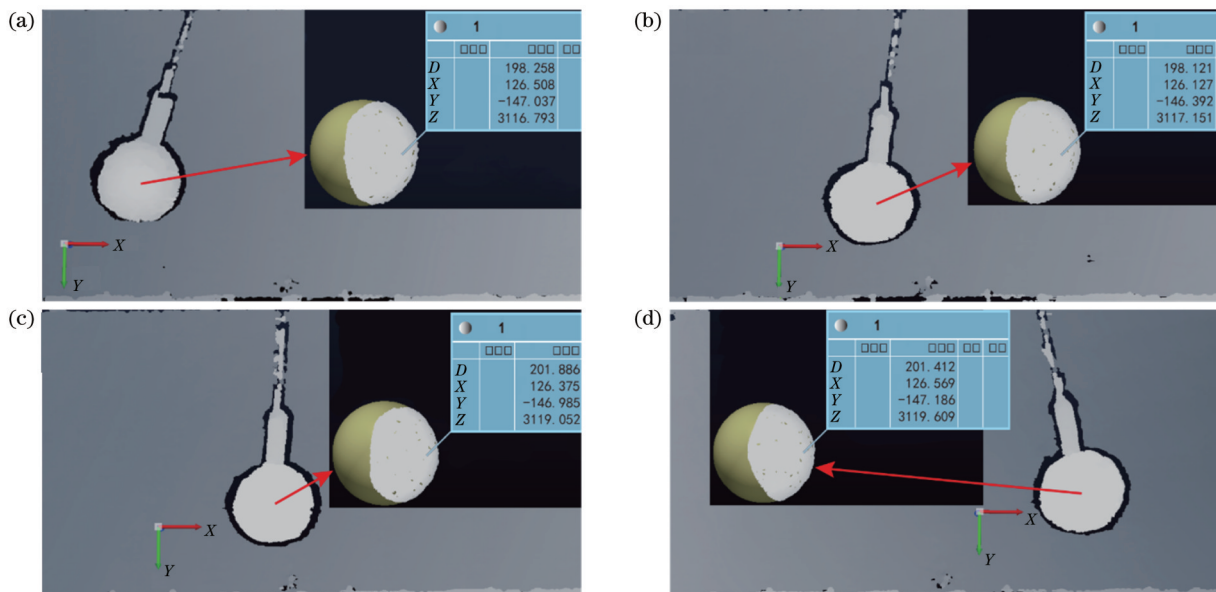 (a)
1
□□□ □□□ □□
D 198.258
X 126.508
Y -147.037
Z 3116.793
X
Y
(b)
1
□□□ □□□
D 198.121
X 126.127
Y -146.392
Z 3117.151
X
Y
(c)
1
□□□ □□□
D 201.886
X 126.375
Y -146.985
Z 3119.052
X
Y
(d)
1
□□□ □□□ □□ □□
D 201.412
X 126.569
Y -147.186
Z 3119.609
X
Y